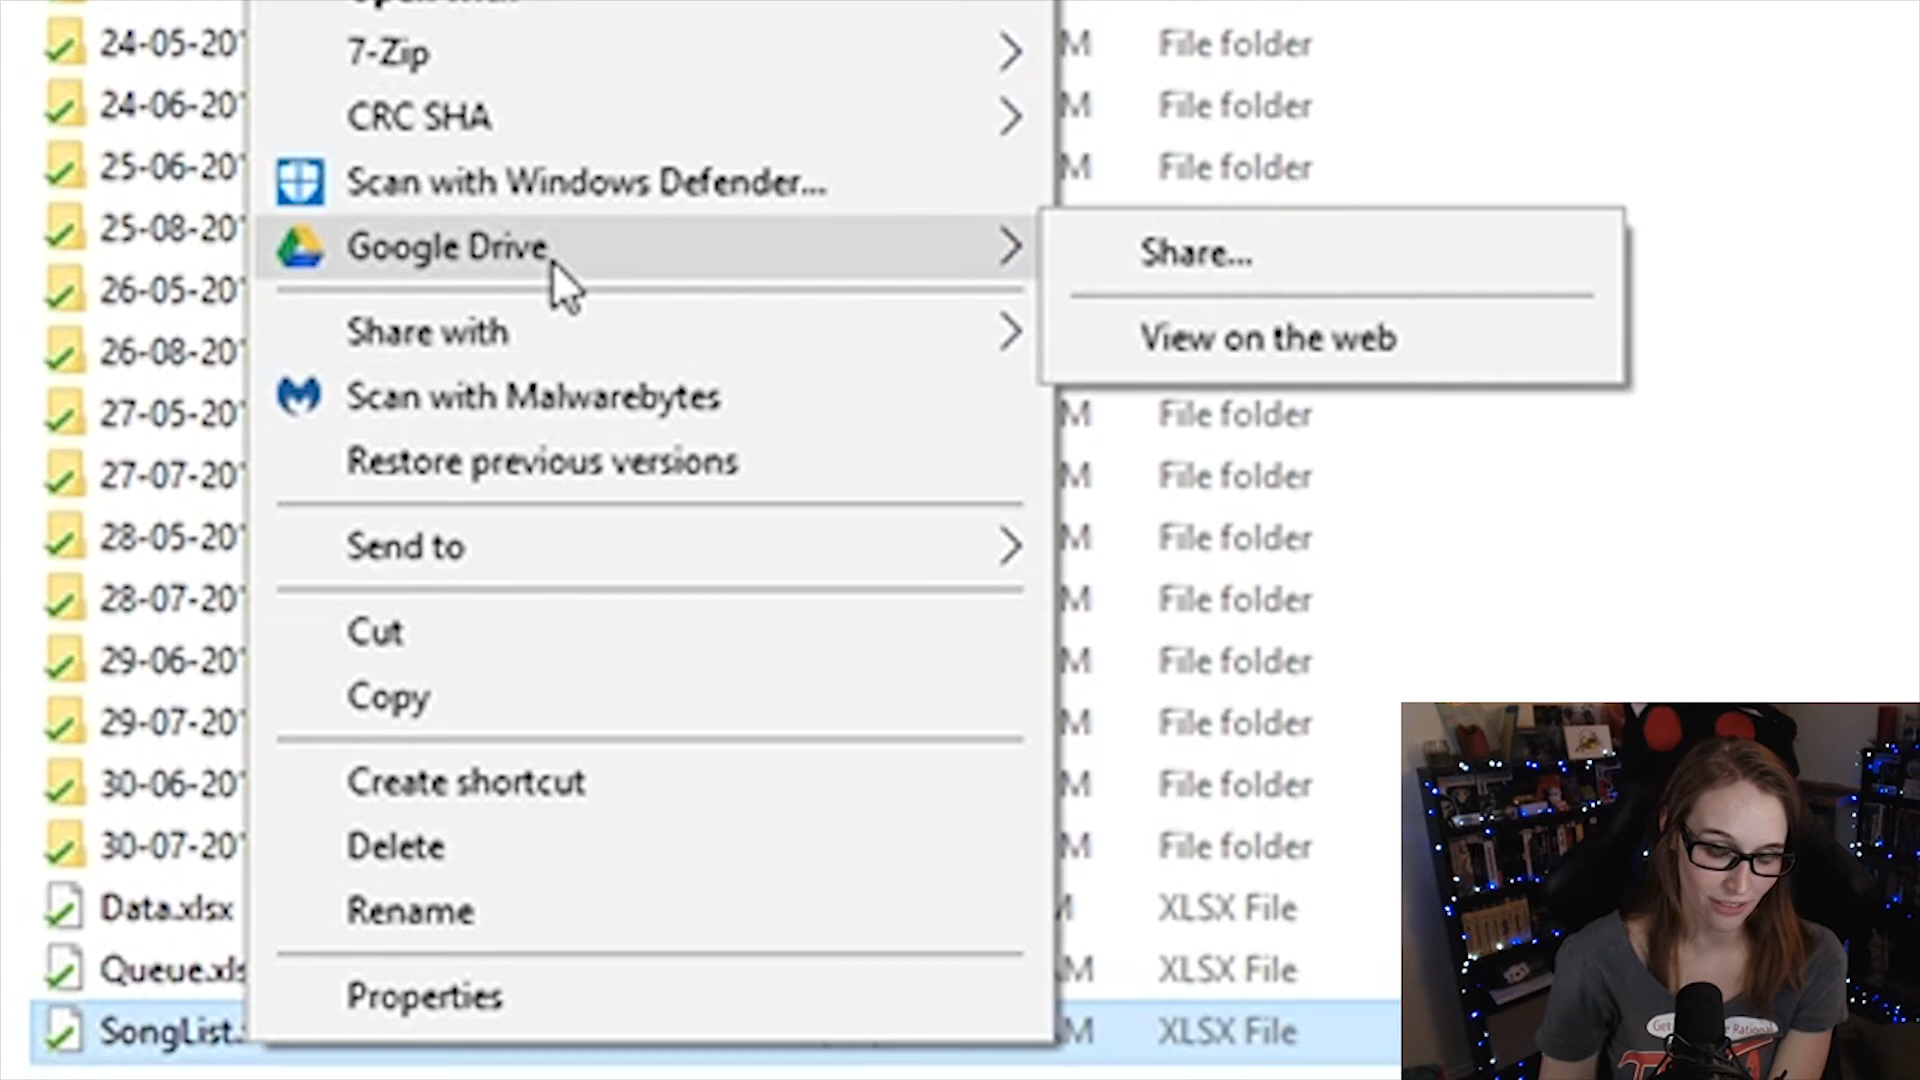 24-05-20
7-Zip
M
File folder
24-06-20
CRC SHA
M
File folder
25-06-20
Scan with Windows Defender...
M
File folder
25-08-20
Google Drive
Share...
26-05-20
26-08-20
Share with
View on the web
27-05-20
Scan with Malwarebytes
M
File folder
27-07-20
Restore previous versions
M
File folder
28-05-20
Send to
M
File folder
28-07-20
Cut
M
File folder
29-06-20
Copy
M
File folder
29-07-20
M
File folder
30-06-20
Create shortcut
M
File folder
30-07-20
Delete
M
File folder
Data.xlsx
Rename
XLSX File
Queue.xls
M
XLSX File
SongList.
Properties
M
XLSX File
Get
Rational